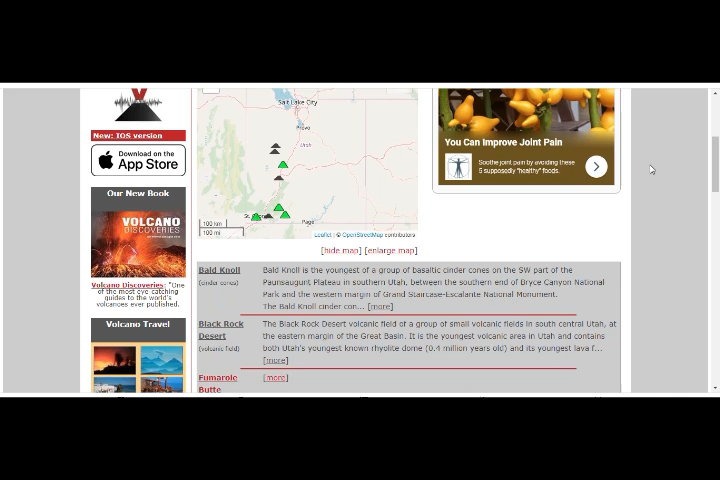 Salt Lake City
Provo
Utah
St.
Page
100 km
100 mi
Leaflet | © OpenStreetMap contributors
[hide map] [enlarge map]
New: IOS version
Download on the
App Store
Our New Book
VOLCANO
DISCOVERIES
Volcano Discoveries: "One
of the most eye-catching
guides to the world's
volcanoes ever published.
Volcano Travel
You Can Improve Joint Pain
Soothe joint pain by avoiding these
5 supposedly "healthy" foods.
Bald Knoll
(cinder cones)
Bald Knoll is the youngest of a group of basaltic cinder cones on the SW part of the
Paunsaugunt Plateau in southern Utah, between the southern end of Bryce Canyon National
Park and the western margin of Grand Staircase-Escalante National Monument.
The Bald Knoll cinder con... [more]
Black Rock
Desert
(volcanic field)
The Black Rock Desert volcanic field of a group of small volcanic fields in south central Utah, at
the eastern margin of the Great Basin. It is the youngest volcanic area in Utah and contains
both Utah's youngest known rhyolite dome (0.4 million years old) and its youngest lava f...
[more]
Fumarole
Butte
[more]